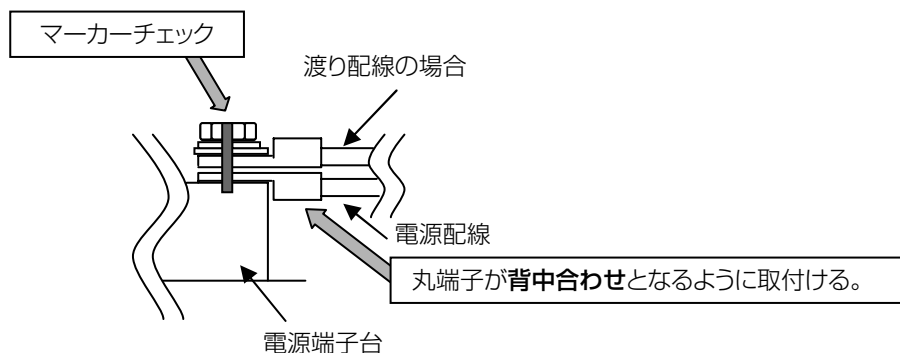 マーカーチェック
渡り配線の場合
電源配線
丸端子が背中合わせとなるように取付ける。
電源端子台